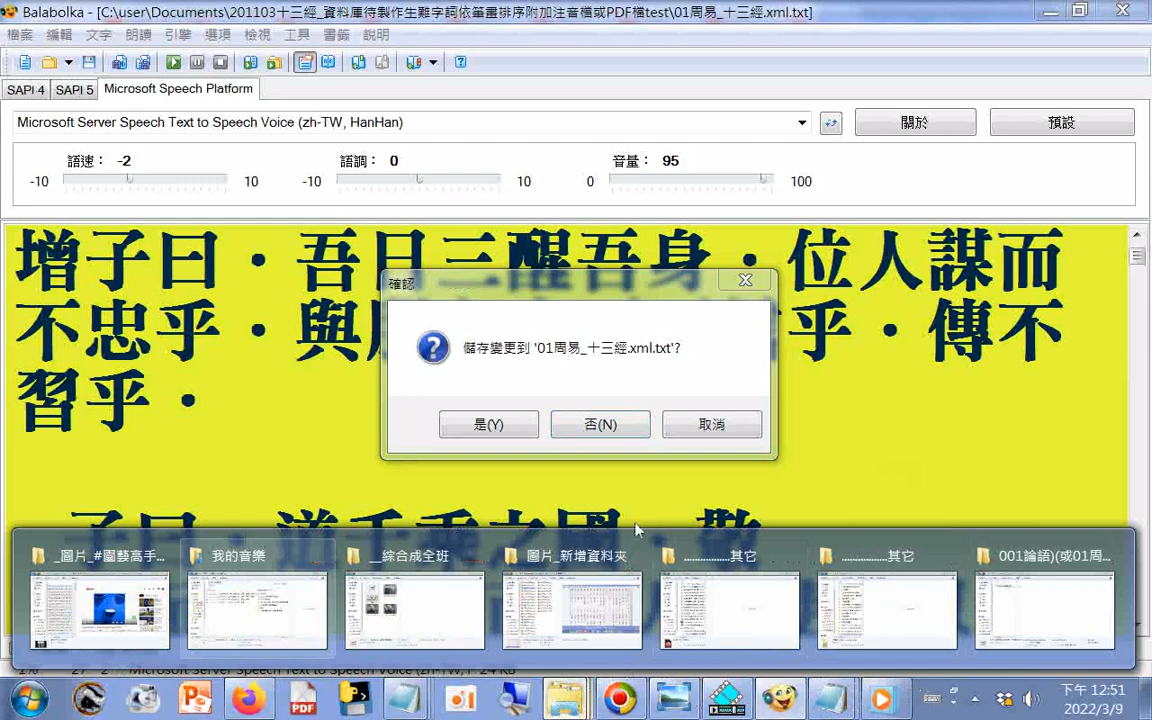 Balabolka - [C:\user\Documents\201103十三經_資料庫待製作生難字詞依筆畫排序附加注音檔或PDF檔test\01周易_十三經.xml.txt]
檔案 編輯 文字 朗讀 引擎 選項 檢視 工具 書籤 說明
SAPI 4 SAPI 5 Microsoft Speech Platform
Microsoft Server Speech Text to Speech Voice (zh-TW, HanHan) 關於 預設
語速: -2 語調: 0 音量: 95
-10 10 -10 10 0 100
增子曰・吾日三醒吾身・位人謀而
不忠乎・與 乎・傳不
習乎・
確認
儲存變更到 '01周易_十三經.xml.txt'?
是(Y) 否(N) 取消
子曰・道千乘之國・敬
_圖片_#園藝高手... 我的音樂 __綜合成全班 圖片_新增資料夾 ................其它 ................其它 001論語)(或01周...
下午 12:51
2022/3/9